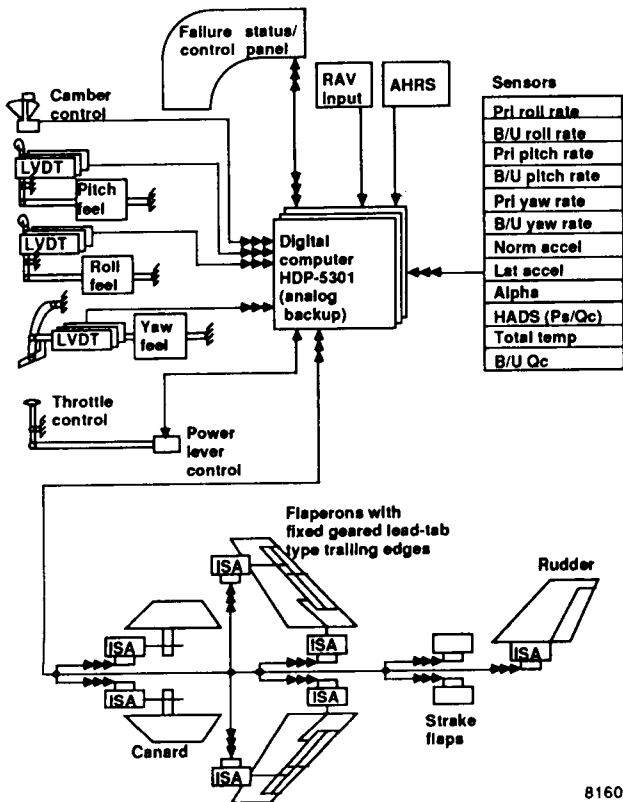 Failure status/
control panel
RAV
input
AHRS
Sensors
Camber
control
Pri roll rate
B/U roll rate
Pri pitch rate
B/U pitch rate
Pri yaw rate
B/U yaw rate
Norm accel
Lat accel
Alpha
HADS (Ps/Qc)
Total temp
B/U Qc
LVDT
Pitch
feel
LVDT
Roll
feel
LVDT
Yaw
feel
Digital
computer
HDP-5301
(analog
backup)
Throttle
control
Power
lever
control
Flaperons with
fixed geared lead-tab
type trailing edges
Rudder
ISA
ISA
ISA
ISA
ISA
ISA
ISA
Canard
Strake
flaps
ISA
8160